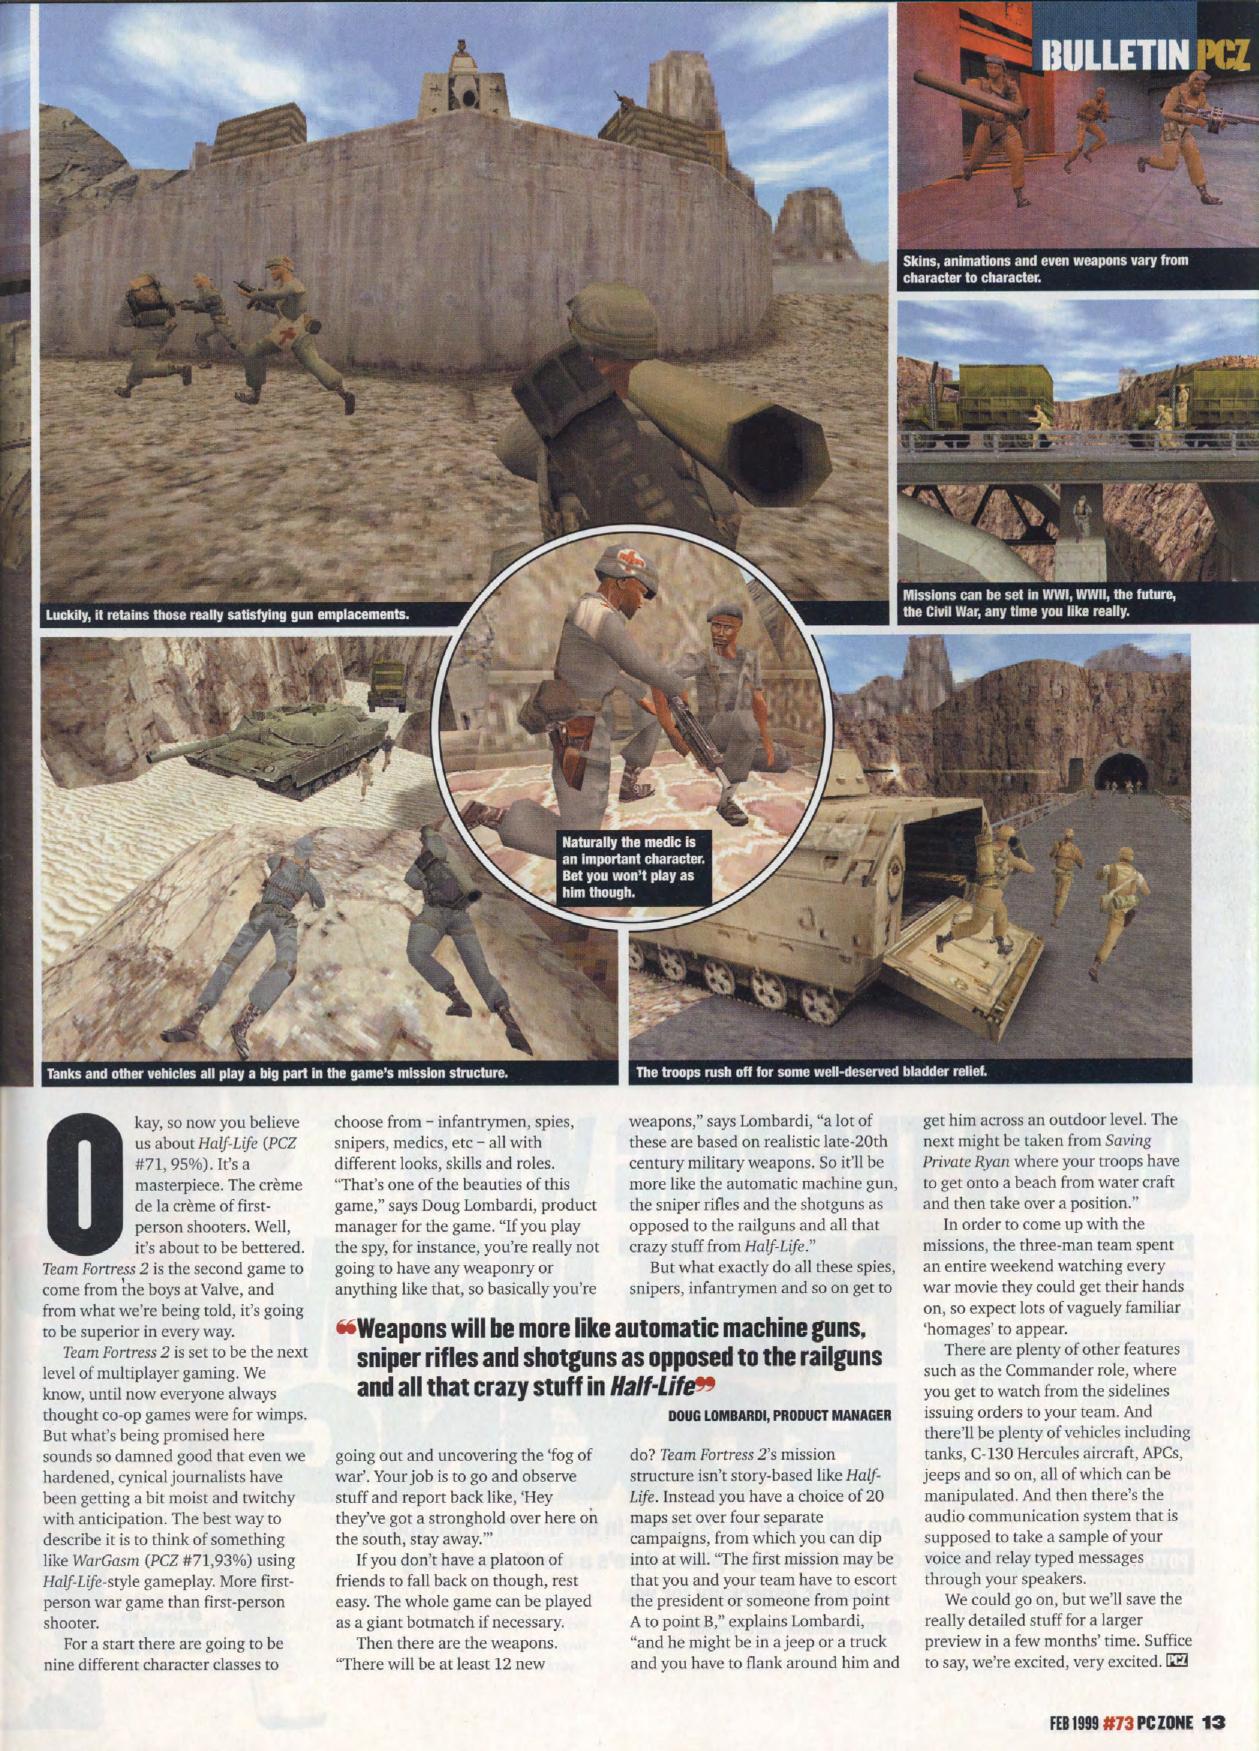 BULLETIN PCZ
Skins, animations and even weapons vary from
character to character.
Missions can be set in WWI, WWII, the future,
the Civil War, any time you like really.
Luckily, it retains those really satisfying gun emplacements.
Naturally the medic is
an important character.
Bet you won't play as
him though.
Tanks and other vehicles all play a big part in the game's mission structure.
The troops rush off for some well-deserved bladder relief.
Okay, so now you believe
us about Half-Life (PCZ
#71, 95%). It's a
masterpiece. The crème
de la crème of first-
person shooters. Well,
it's about to be bettered.
Team Fortress 2 is the second game to
come from the boys at Valve, and
from what we're being told, it's going
to be superior in every way.
Team Fortress 2 is set to be the next
level of multiplayer gaming. We
know, until now everyone always
thought co-op games were for wimps.
But what's being promised here
sounds so damned good that even we
hardened, cynical journalists have
been getting a bit moist and twitchy
with anticipation. The best way to
describe it is to think of something
like WarGasm (PCZ #71,93%) using
Half-Life-style gameplay. More first-
person war game than first-person
shooter.
For a start there are going to be
nine different character classes to
choose from – infantrymen, spies,
snipers, medics, etc – all with
different looks, skills and roles.
“That's one of the beauties of this
game,” says Doug Lombardi, product
manager for the game. “If you play
the spy, for instance, you're really not
going to have any weaponry or
anything like that, so basically you're
going out and uncovering the ‘fog of
war’. Your job is to go and observe
stuff and report back like, ‘Hey
they've got a stronghold over here on
the south, stay away.’”
If you don't have a platoon of
friends to fall back on though, rest
easy. The whole game can be played
as a giant botmatch if necessary.
Then there are the weapons.
“There will be at least 12 new
weapons,” says Lombardi, “a lot of
these are based on realistic late-20th
century military weapons. So it'll be
more like the automatic machine gun,
the sniper rifles and the shotguns as
opposed to the railguns and all that
crazy stuff from Half-Life.”
But what exactly do all these spies,
snipers, infantrymen and so on get to
“Weapons will be more like automatic machine guns,
sniper rifles and shotguns as opposed to the railguns
and all that crazy stuff in Half-Life”
DOUG LOMBARDI, PRODUCT MANAGER
do? Team Fortress 2's mission
structure isn't story-based like Half-
Life. Instead you have a choice of 20
maps set over four separate
campaigns, from which you can dip
into at will. “The first mission may be
that you and your team have to escort
the president or someone from point
A to point B,” explains Lombardi,
“and he might be in a jeep or a truck
and you have to flank around him and
get him across an outdoor level. The
next might be taken from Saving
Private Ryan where your troops have
to get onto a beach from water craft
and then take over a position.”
In order to come up with the
missions, the three-man team spent
an entire weekend watching every
war movie they could get their hands
on, so expect lots of vaguely familiar
‘homages’ to appear.
There are plenty of other features
such as the Commander role, where
you get to watch from the sidelines
issuing orders to your team. And
there'll be plenty of vehicles including
tanks, C-130 Hercules aircraft, APCs,
jeeps and so on, all of which can be
manipulated. And then there's the
audio communication system that is
supposed to take a sample of your
voice and relay typed messages
through your speakers.
We could go on, but we'll save the
really detailed stuff for a larger
preview in a few months' time. Suffice
to say, we're excited, very excited. PCZ
FEB 1999 #73 PC ZONE 13